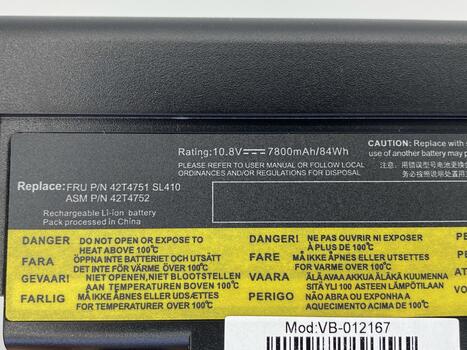 Rating: 10.8V 7800mAh/84Wh
PLEASE REFER TO USER MANUAL OR FOLLOW LOCAL
ORDINANCES AND/OR REGULATIONS FOR DISPOSAL
CAUTION: Replace with
use of another battery may p
Replace: FRU P/N 42T4751 SL410
ASM P/N 42T4752
Rechargeable Li-ion battery
Pack processed in China
DANGER DO NOT OPEN OR EXPOSE TO
HEAT ABOVE 100°C
FARA ÖPPNA INTE BATTERIET OCH UTSÄTT
DET INTE FÖR VÄRME ÖVER 100°C
GEVAAR! NIET OPENEN, NIET BLOOTSTELLEN
AAN TEMPERATUREN BOVEN 100°C
FARLIG MÅ IKKE ÅBNES ELLER UDSÆTTES
FOR TEMPERATURER OVER 100°C
DANGER NE PAS OUVRIR NI EXPOSER
À PLUS DE 100°C
FARE MÅ IKKE ÅPNES ELLER UTSETTES
FOR VARME OVER 100°C
VAARA ÄLÄ AVAA ÄLÄKÄ KUUMENNA
SITÄ YLI 100 ASTEEN LÄMPÖTILAAN
PERIGO NÃO ABRA OU EXPONHA A
AQUECIMENTO ACIMA DE 100°C
Mod:VB-012167